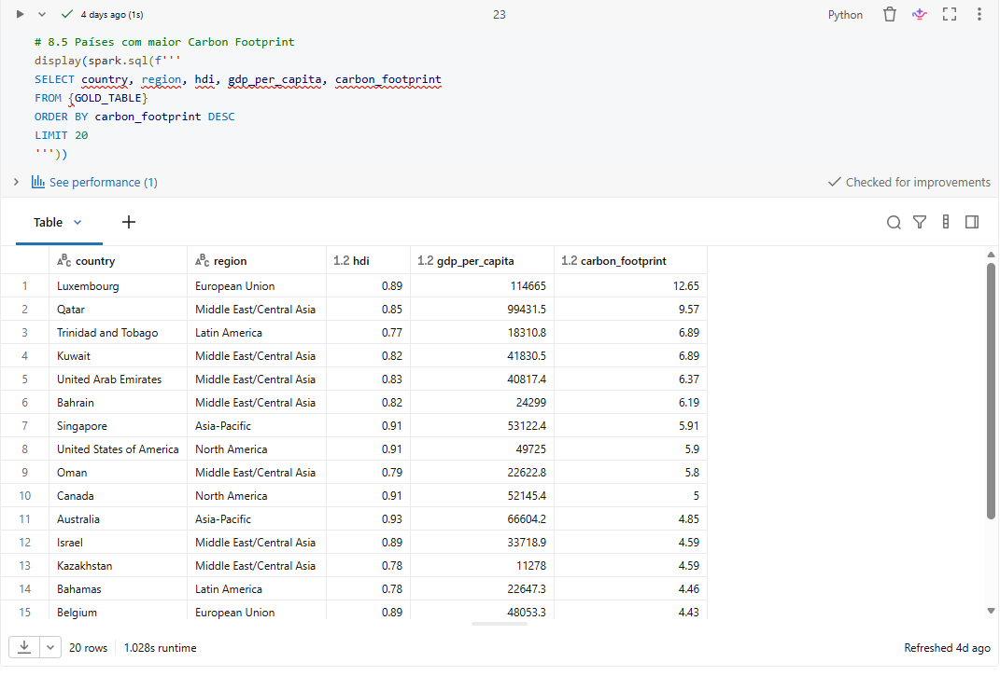 4 days ago (1s)
23
Python
# 8.5 Países com maior Carbon Footprint
display(spark.sql(f'''
SELECT country, region, hdi, gdp_per_capita, carbon_footprint
FROM {GOLD_TABLE}
ORDER BY carbon_footprint DESC
LIMIT 20
'''))
See performance (1)
Checked for improvements
Table
country region 1.2 hdi 1.2 gdp_per_capita 1.2 carbon_footprint
1 Luxembourg European Union 0.89 114665 12.65
2 Qatar Middle East/Central Asia 0.85 99431.5 9.57
3 Trinidad and Tobago Latin America 0.77 18310.8 6.89
4 Kuwait Middle East/Central Asia 0.82 41830.5 6.89
5 United Arab Emirates Middle East/Central Asia 0.83 40817.4 6.37
6 Bahrain Middle East/Central Asia 0.82 24299 6.19
7 Singapore Asia-Pacific 0.91 53122.4 5.91
8 United States of America North America 0.91 49725 5.9
9 Oman Middle East/Central Asia 0.79 22622.8 5.8
10 Canada North America 0.91 52145.4 5
11 Australia Asia-Pacific 0.93 66604.2 4.85
12 Israel Middle East/Central Asia 0.89 33718.9 4.59
13 Kazakhstan Middle East/Central Asia 0.78 11278 4.59
14 Bahamas Latin America 0.78 22647.3 4.46
15 Belgium European Union 0.89 48053.3 4.43
20 rows
1.028s runtime
Refreshed 4d ago